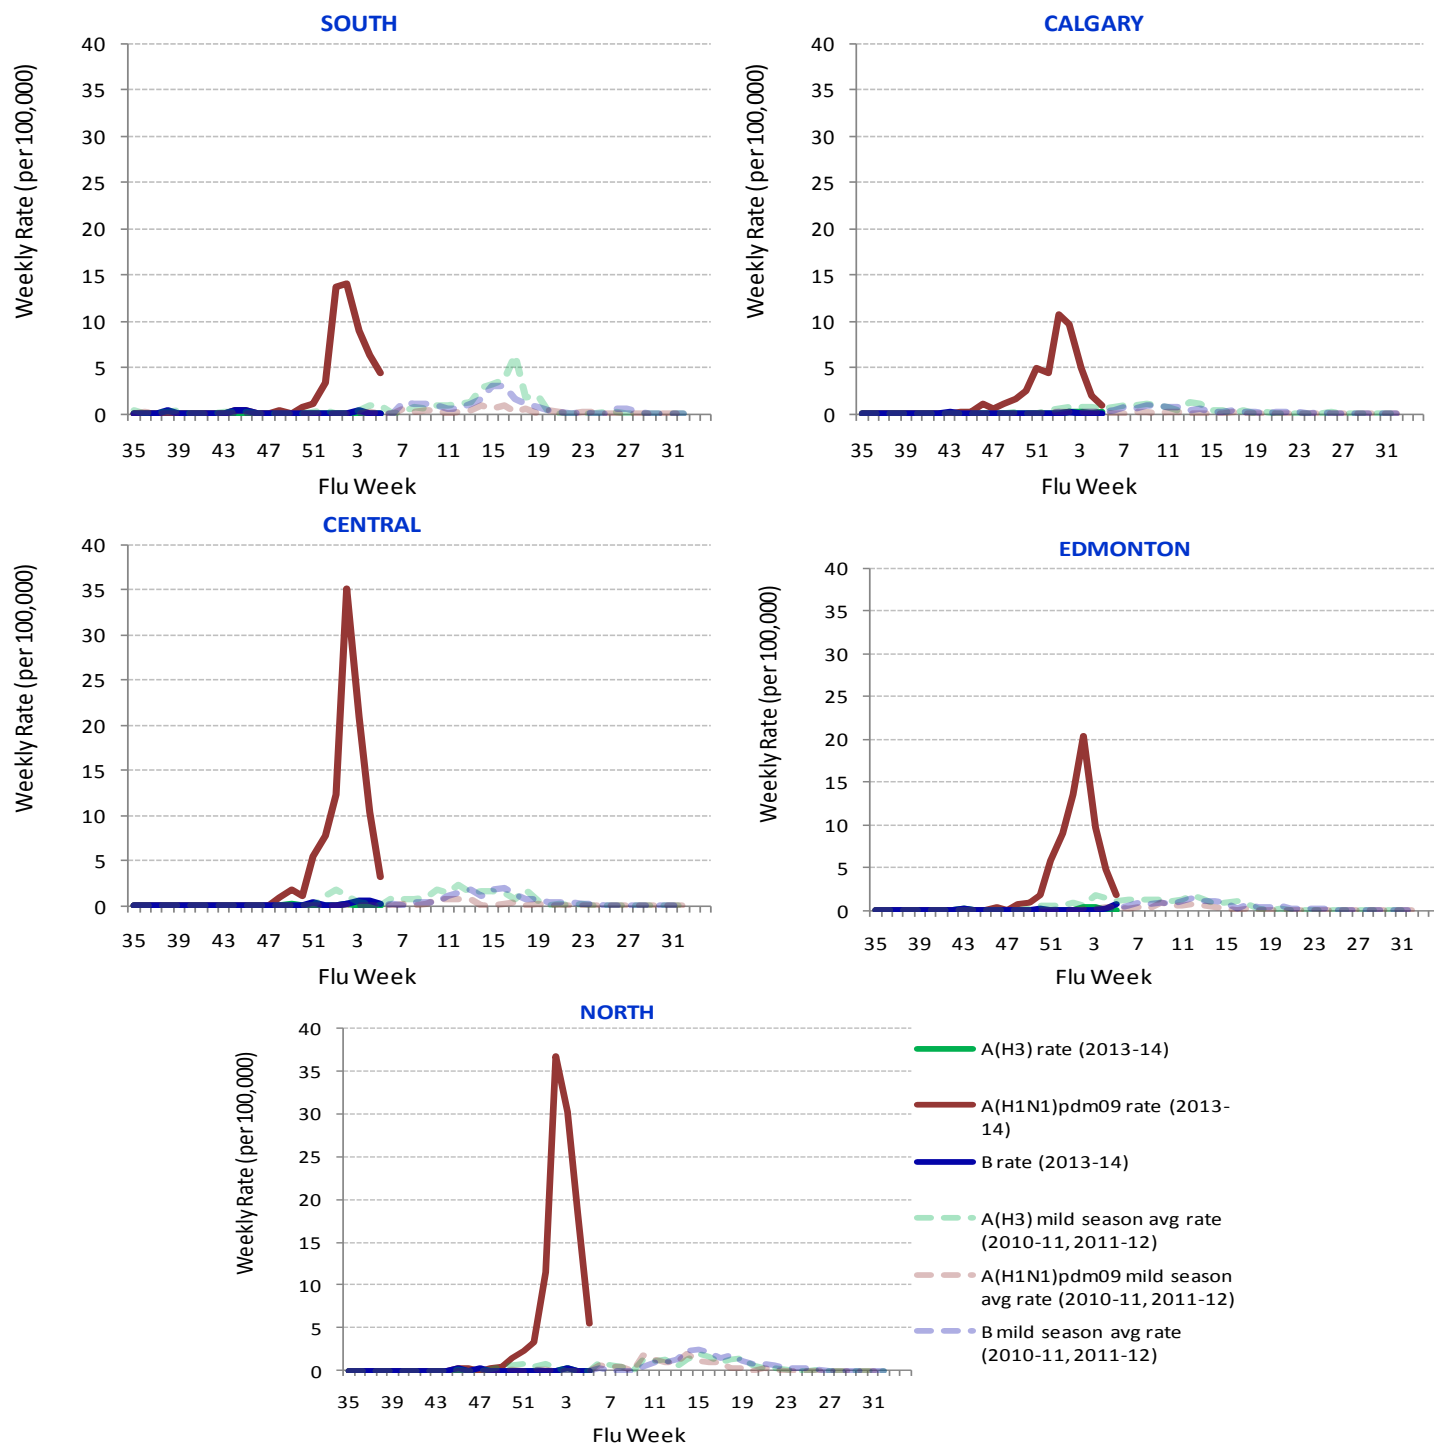 SOUTH
40
35
30
25
20
15
10
5
0
Weekly Rate (per 100,000)
35 39 43 47 51 3 7 11 15 19 23 27 31
Flu Week
CALGARY
40
35
30
25
20
15
10
5
0
Weekly Rate (per 100,000)
35 39 43 47 51 3 7 11 15 19 23 27 31
Flu Week
CENTRAL
40
35
30
25
20
15
10
5
0
Weekly Rate (per 100,000)
35 39 43 47 51 3 7 11 15 19 23 27 31
Flu Week
EDMONTON
40
35
30
25
20
15
10
5
0
Weekly Rate (per 100,000)
35 39 43 47 51 3 7 11 15 19 23 27 31
Flu Week
NORTH
40
35
30
25
20
15
10
5
0
Weekly Rate (per 100,000)
35 39 43 47 51 3 7 11 15 19 23 27 31
Flu Week
A(H3) rate (2013-14)
A(H1N1)pdm09 rate (2013-
14)
B rate (2013-14)
A(H3) mild season avg rate
(2010-11, 2011-12)
A(H1N1)pdm09 mild season
avg rate (2010-11, 2011-12)
B mild season avg rate
(2010-11, 2011-12)